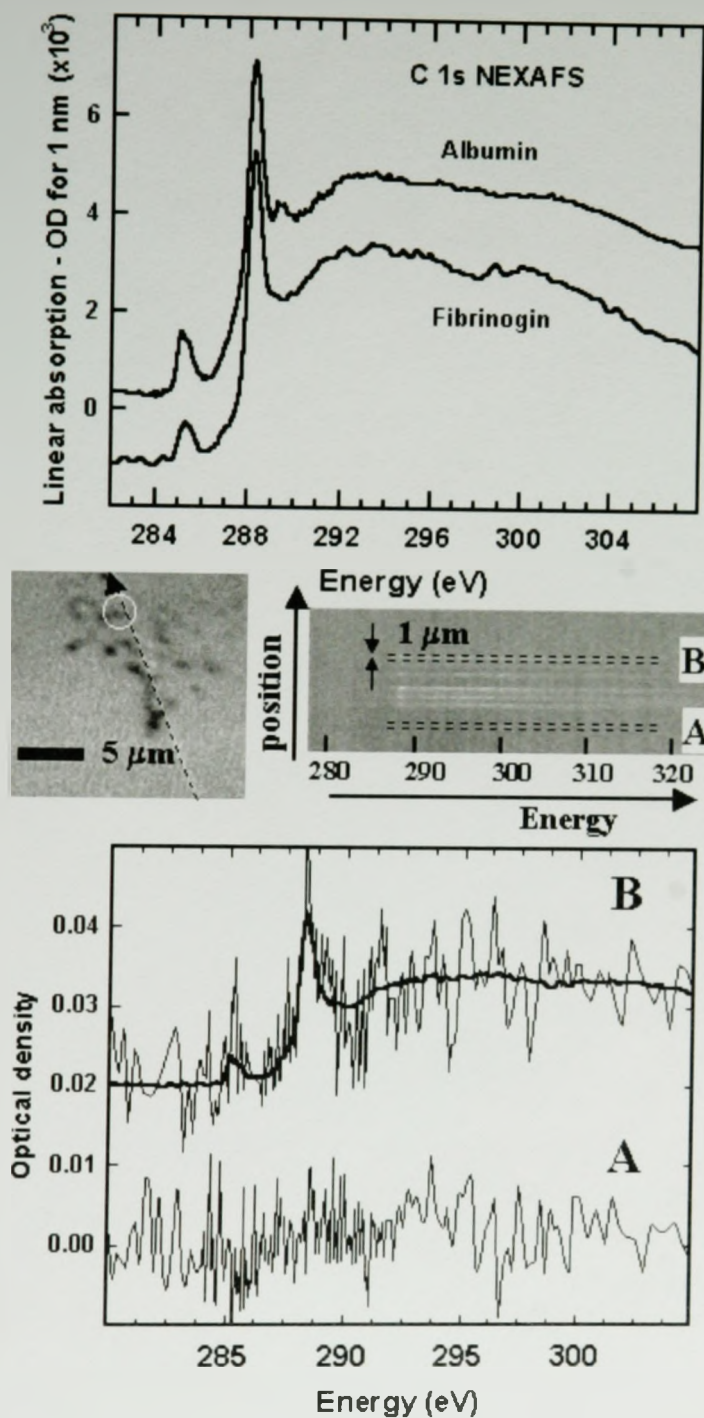 C 1s NEXAFS
Linear absorption - OD for 1 nm (x10³)
6
4
2
0
Albumin
Fibrinogin
284 288 292 296 300 304
Energy (eV)
5 μm
position
1 μm
B
A
280 290 300 310 320
Energy
Optical density
0.04
0.03
0.02
0.01
0.00
B
A
285 290 295 300
Energy (eV)